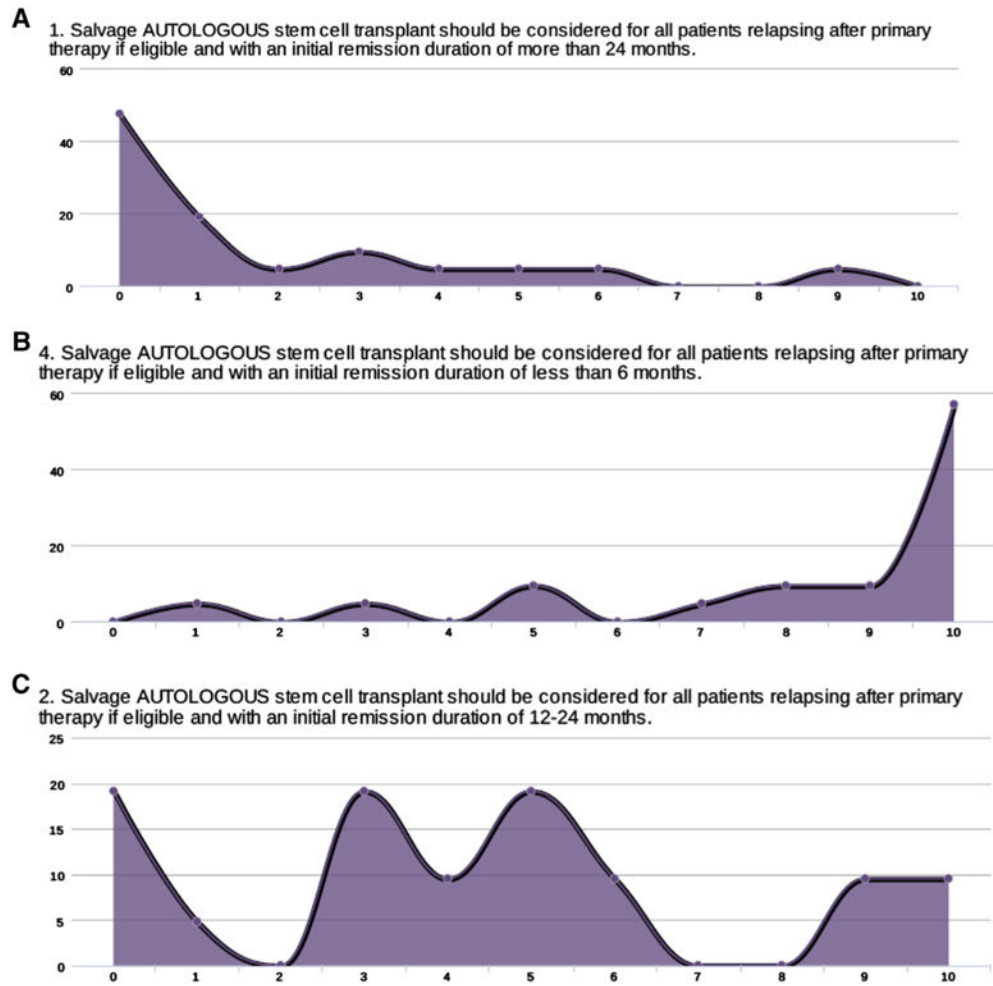 A
1. Salvage AUTOLOGOUS stem cell transplant should be considered for all patients relapsing after primary
therapy if eligible and with an initial remission duration of more than 24 months.
60
40
20
0
0 1 2 3 4 5 6 7 8 9 10
B
4. Salvage AUTOLOGOUS stem cell transplant should be considered for all patients relapsing after primary
therapy if eligible and with an initial remission duration of less than 6 months.
60
40
20
0
0 1 2 3 4 5 6 7 8 9 10
C
2. Salvage AUTOLOGOUS stem cell transplant should be considered for all patients relapsing after primary
therapy if eligible and with an initial remission duration of 12-24 months.
25
20
15
10
5
0
0 1 2 3 4 5 6 7 8 9 10